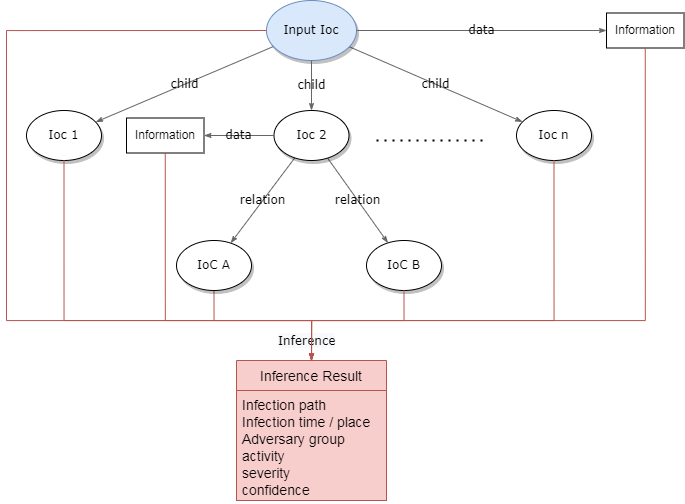 Input Ioc
data
Information
child
child
child
Ioc 1
Information
data
Ioc 2
..............
Ioc n
relation
relation
IoC A
IoC B
Inference
Inference Result
Infection path
Infection time / place
Adversary group
activity
severity
confidence